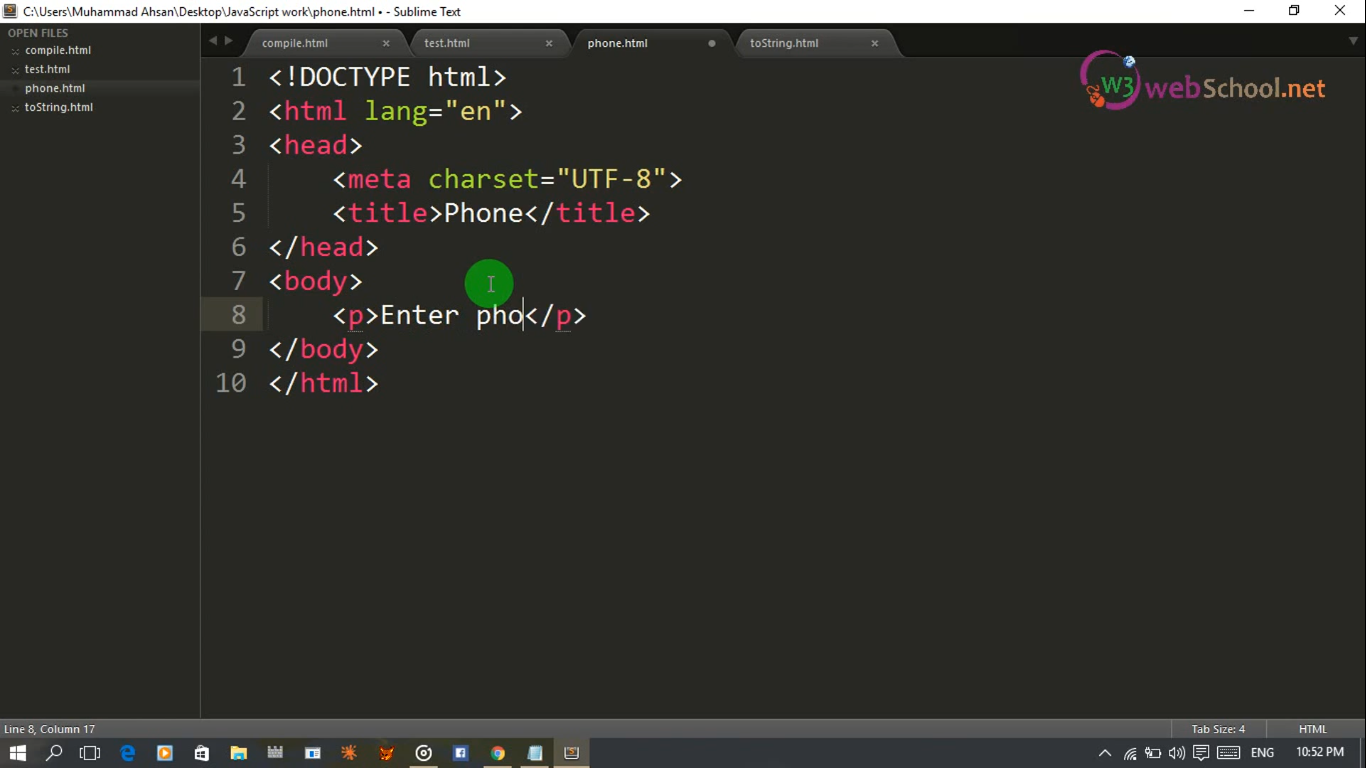 C:\Users\Muhammad Ahsan\Desktop\JavaScript work\phone.html • - Sublime Text
OPEN FILES
compile.html
test.html
phone.html
toString.html
compile.html test.html phone.html toString.html
W3 webSchool.net
1 <!DOCTYPE html>
2 <html lang="en">
3 <head>
4 <meta charset="UTF-8">
5 <title>Phone</title>
6 </head>
7 <body>
8 <p>Enter pho</p>
9 </body>
10 </html>
Line 8, Column 17 Tab Size: 4 HTML
ENG 10:52 PM